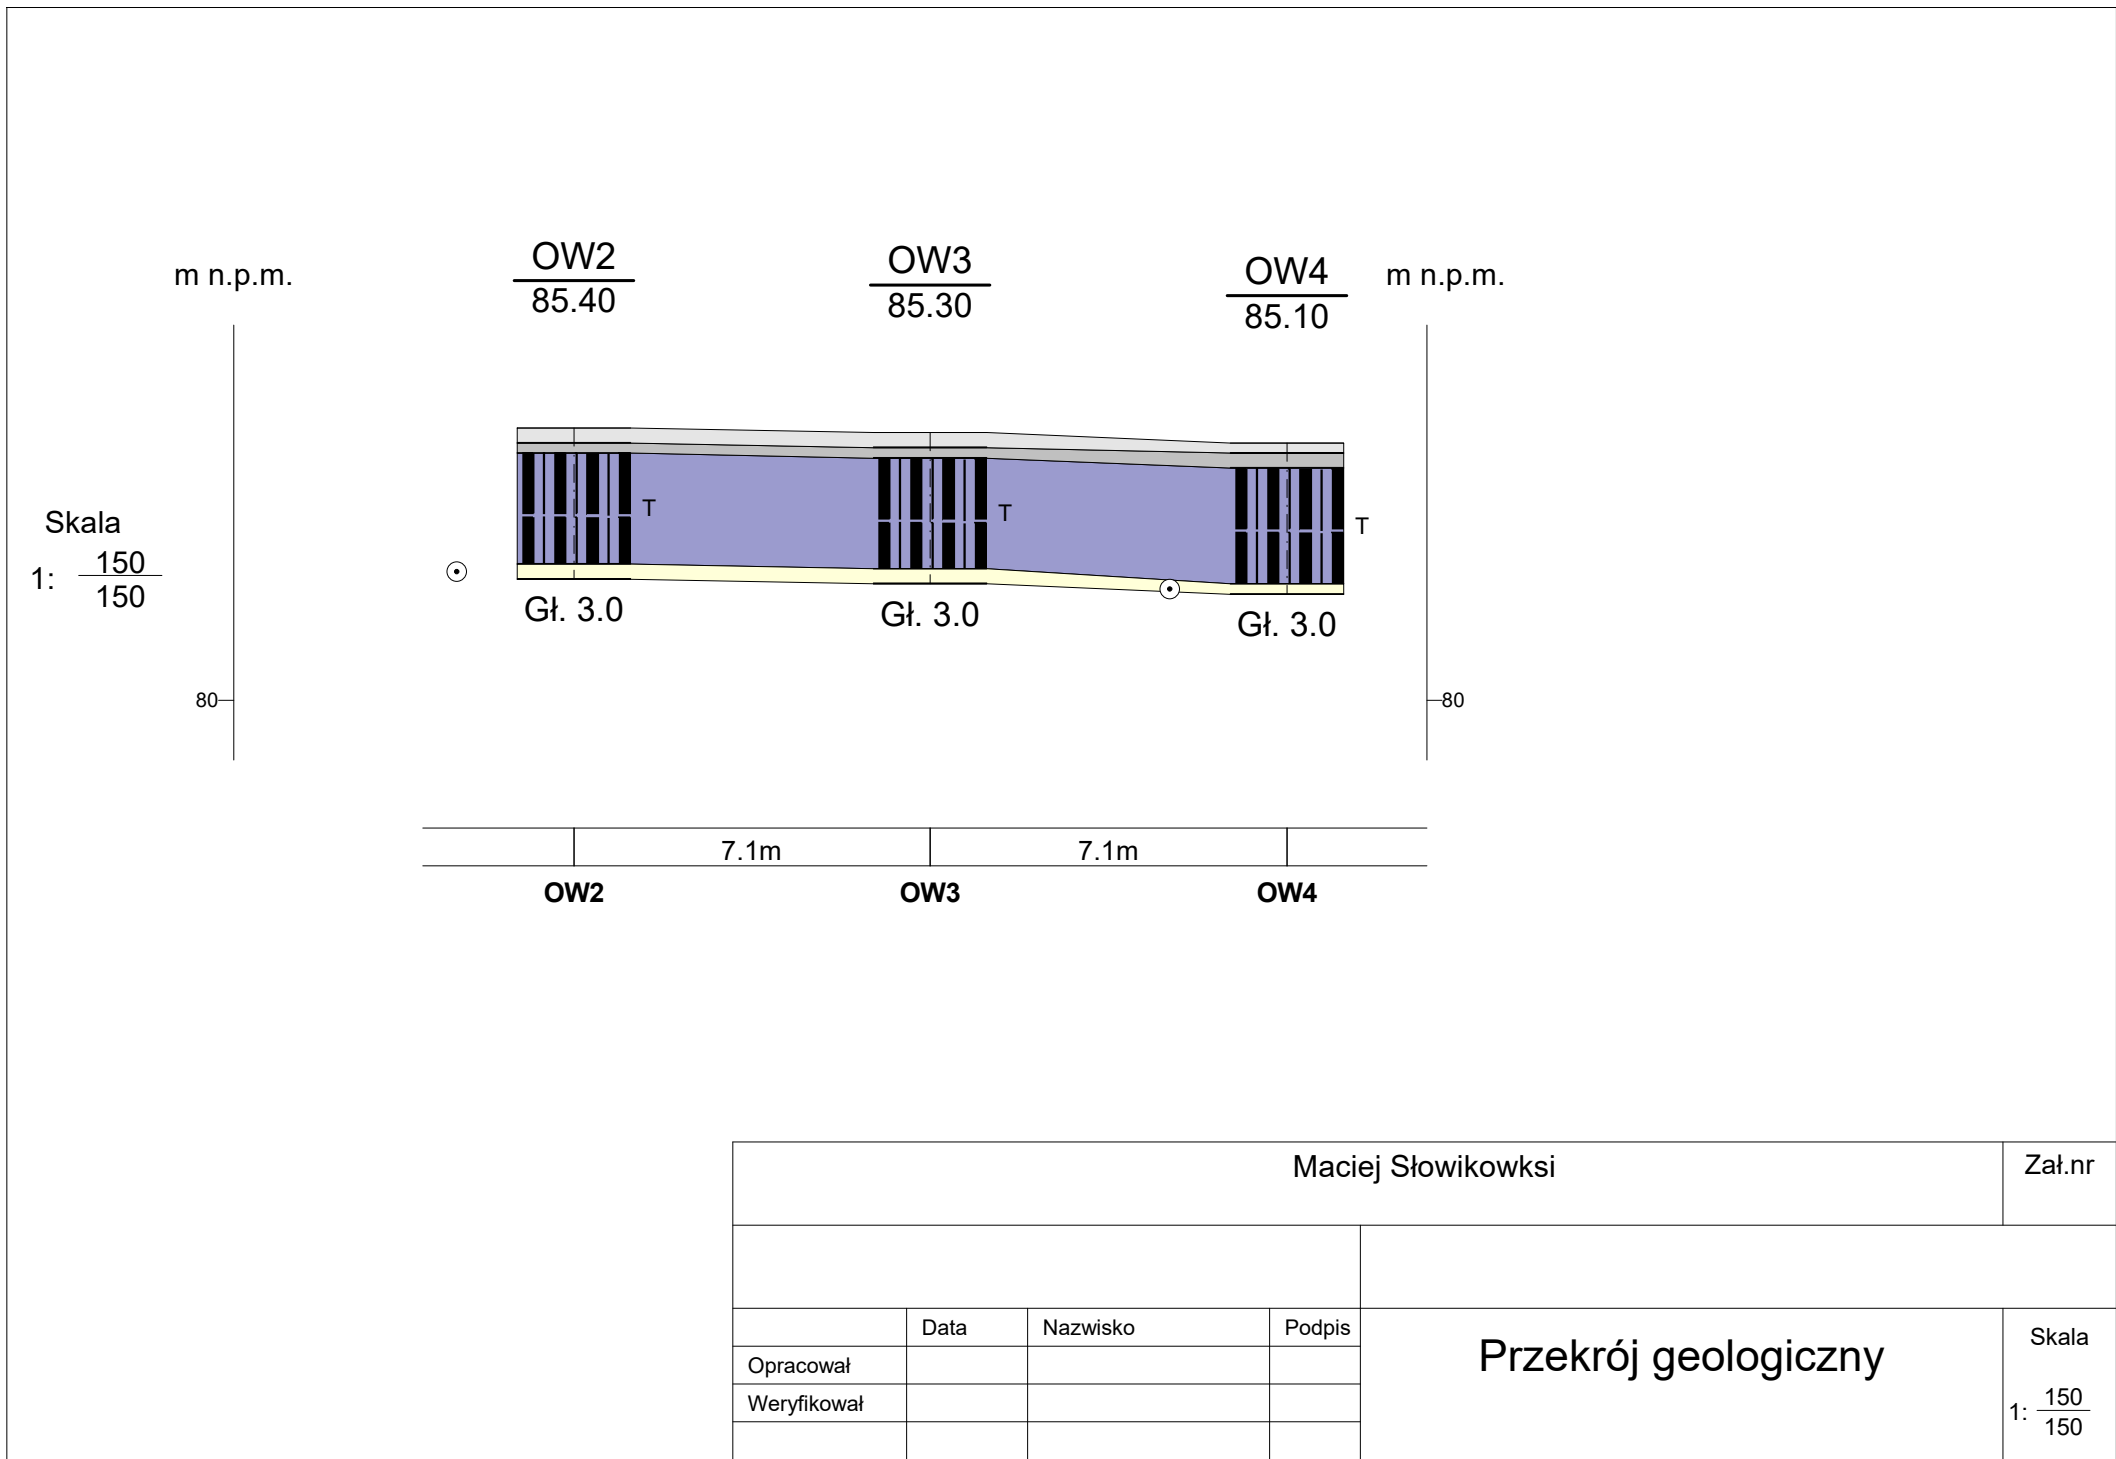 m n.p.m.
OW2
85.40
OW3
85.30
OW4
85.10
m n.p.m.
T
T
T
Skala
1: 150
150
Gł. 3.0
Gł. 3.0
Gł. 3.0
80
80
7.1m
7.1m
OW2
OW3
OW4
Maciej Słowikowksi
Zał.nr
Data
Nazwisko
Podpis
Opracował
Weryfikował
Przekrój geologiczny
Skala
1: 150
150